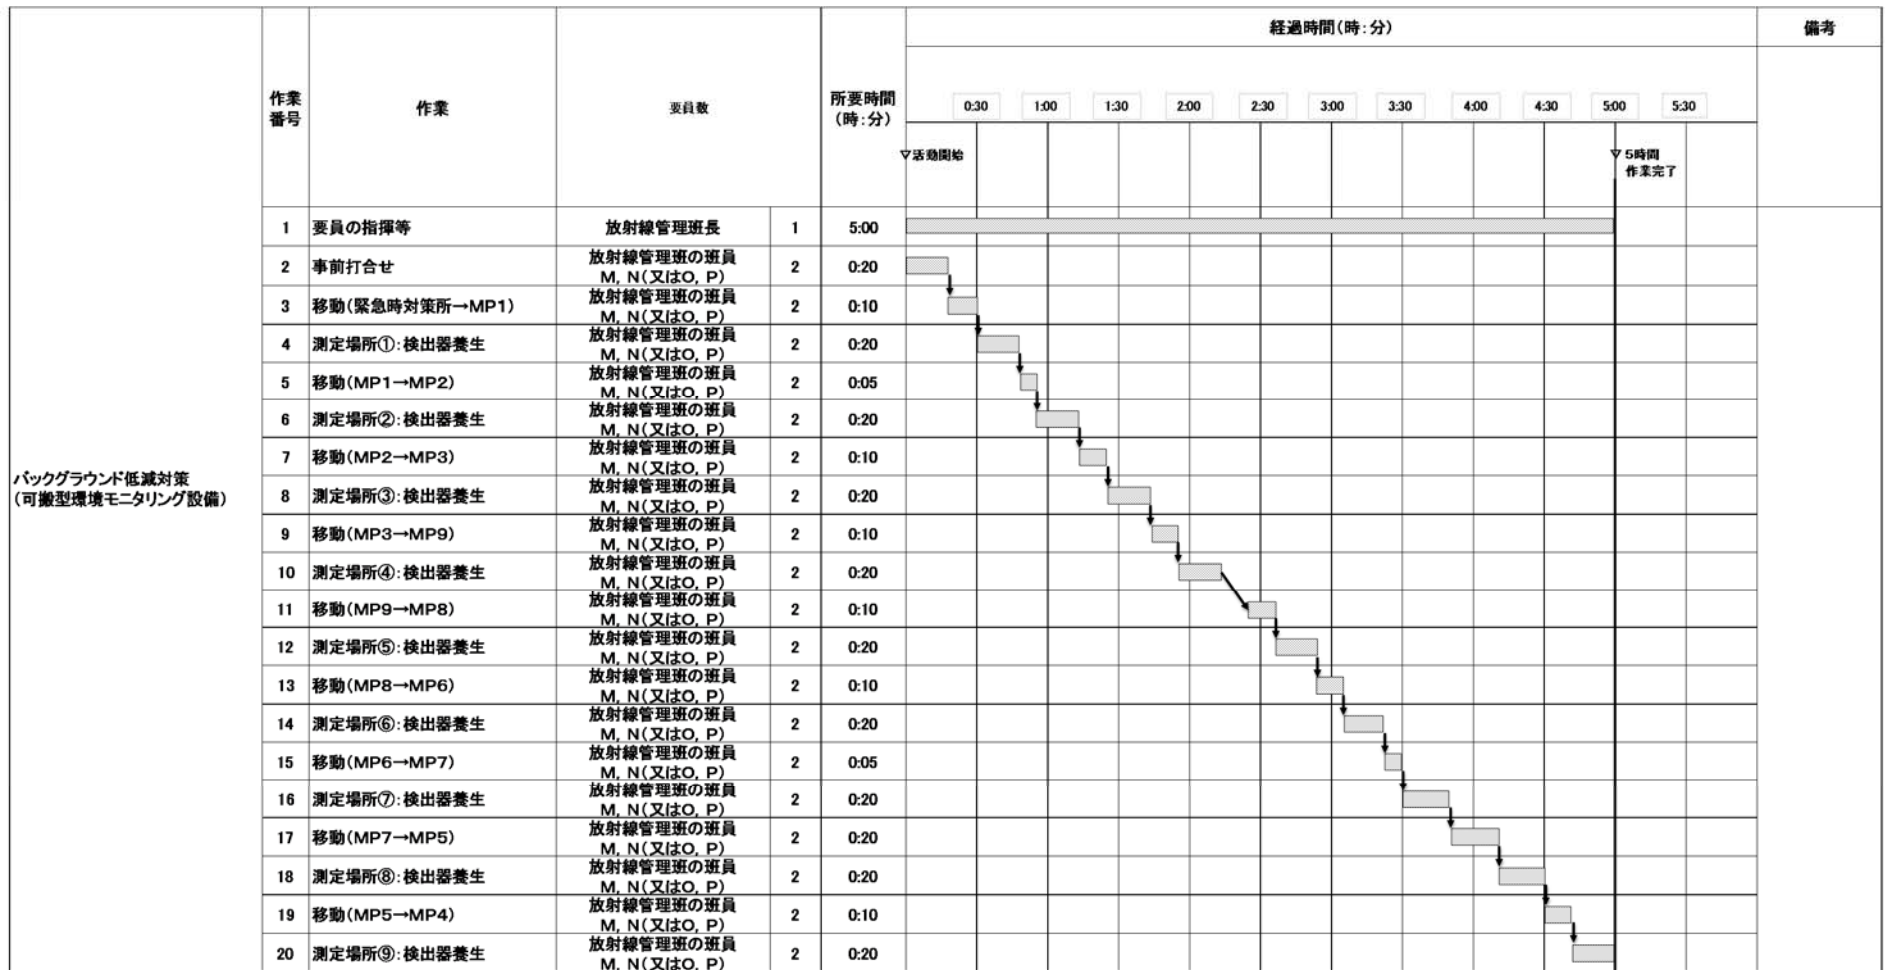 経過時間(時:分)
備考
作業
番号
作業
要員数
所要時間
(時:分)
0:30 1:00 1:30 2:00 2:30 3:00 3:30 4:00 4:30 5:00 5:30
▽活動開始
▽ 5時間
作業完了
バックグラウンド低減対策
(可搬型環境モニタリング設備)
1 要員の指揮等 放射線管理班長 1 5:00
2 事前打合せ 放射線管理班の班員
M, N(又はO, P) 2 0:20
3 移動(緊急時対策所→MP1) 放射線管理班の班員
M, N(又はO, P) 2 0:10
4 測定場所①:検出器養生 放射線管理班の班員
M, N(又はO, P) 2 0:20
5 移動(MP1→MP2) 放射線管理班の班員
M, N(又はO, P) 2 0:05
6 測定場所②:検出器養生 放射線管理班の班員
M, N(又はO, P) 2 0:20
7 移動(MP2→MP3) 放射線管理班の班員
M, N(又はO, P) 2 0:10
8 測定場所③:検出器養生 放射線管理班の班員
M, N(又はO, P) 2 0:20
9 移動(MP3→MP9) 放射線管理班の班員
M, N(又はO, P) 2 0:10
10 測定場所④:検出器養生 放射線管理班の班員
M, N(又はO, P) 2 0:20
11 移動(MP9→MP8) 放射線管理班の班員
M, N(又はO, P) 2 0:10
12 測定場所⑤:検出器養生 放射線管理班の班員
M, N(又はO, P) 2 0:20
13 移動(MP8→MP6) 放射線管理班の班員
M, N(又はO, P) 2 0:10
14 測定場所⑥:検出器養生 放射線管理班の班員
M, N(又はO, P) 2 0:20
15 移動(MP6→MP7) 放射線管理班の班員
M, N(又はO, P) 2 0:05
16 測定場所⑦:検出器養生 放射線管理班の班員
M, N(又はO, P) 2 0:20
17 移動(MP7→MP5) 放射線管理班の班員
M, N(又はO, P) 2 0:20
18 測定場所⑧:検出器養生 放射線管理班の班員
M, N(又はO, P) 2 0:20
19 移動(MP5→MP4) 放射線管理班の班員
M, N(又はO, P) 2 0:10
20 測定場所⑨:検出器養生 放射線管理班の班員
M, N(又はO, P) 2 0:20